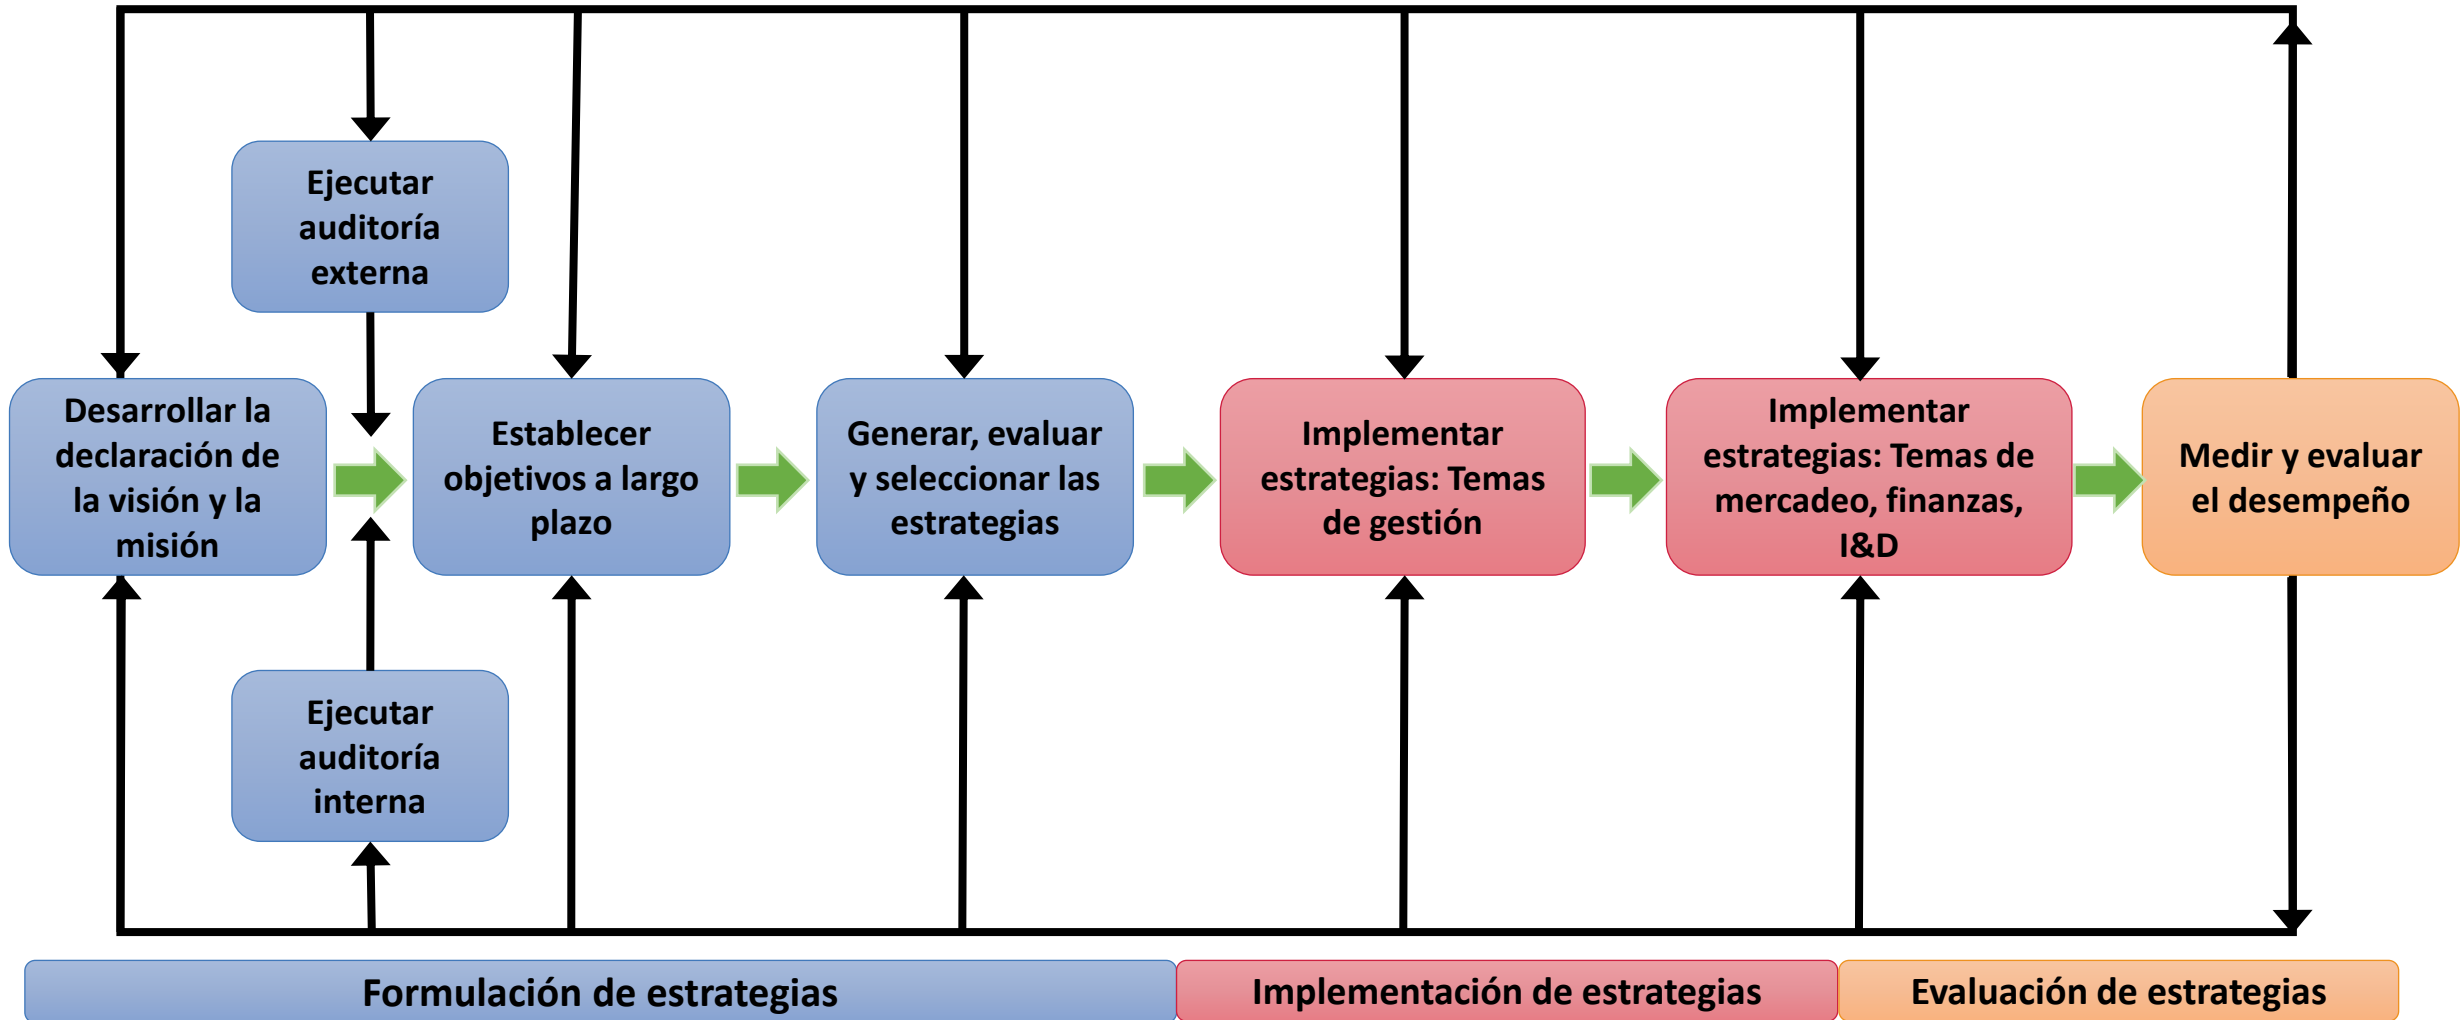 Ejecutar
auditoría
externa
Desarrollar la
declaración de
la visión y la
misión
Establecer
objetivos a largo
plazo
Generar, evaluar
y seleccionar las
estrategias
Implementar
estrategias: Temas
de gestión
Implementar
estrategias: Temas de
mercadeo, finanzas,
I&D
Medir y evaluar
el desempeño
Ejecutar
auditoría
interna
Formulación de estrategias
Implementación de estrategias
Evaluación de estrategias